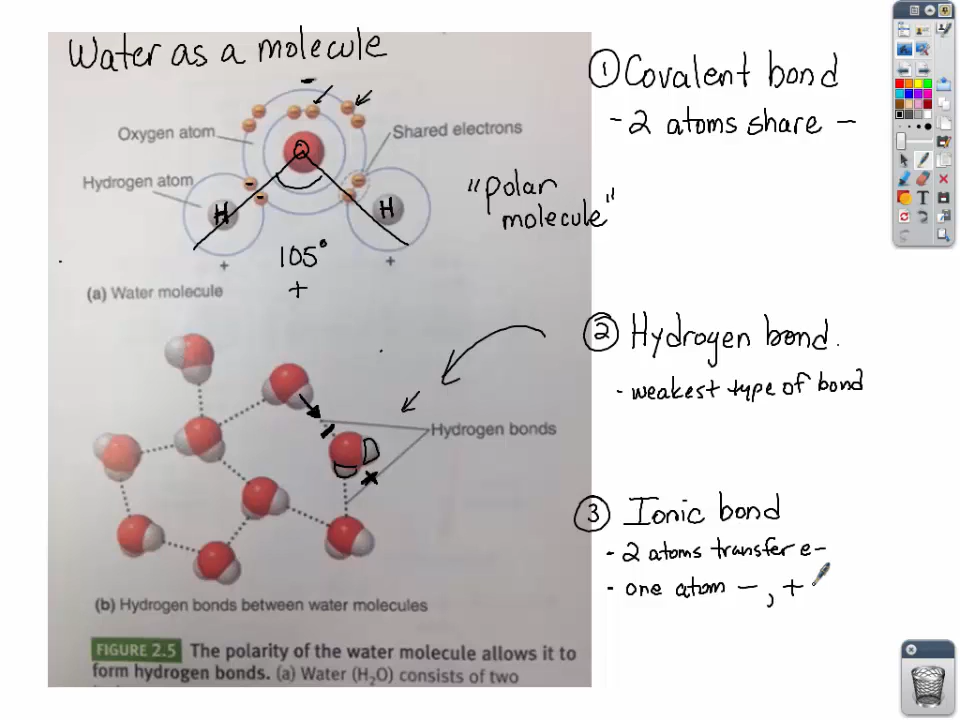 Water as a molecule
-
Oxygen atom
Shared electrons
Hydrogen atom
O
H
H
105°
+
+
+
(a) Water molecule
"polar
molecule"
① Covalent bond
- 2 atoms share -
② Hydrogen bond.
- weakest type of bond
Hydrogen bonds
③ Ionic bond
- 2 atoms transfer e-
- one atom -, +
(b) Hydrogen bonds between water molecules
FIGURE 2.5 The polarity of the water molecule allows it to
form hydrogen bonds. (a) Water (H₂O) consists of two